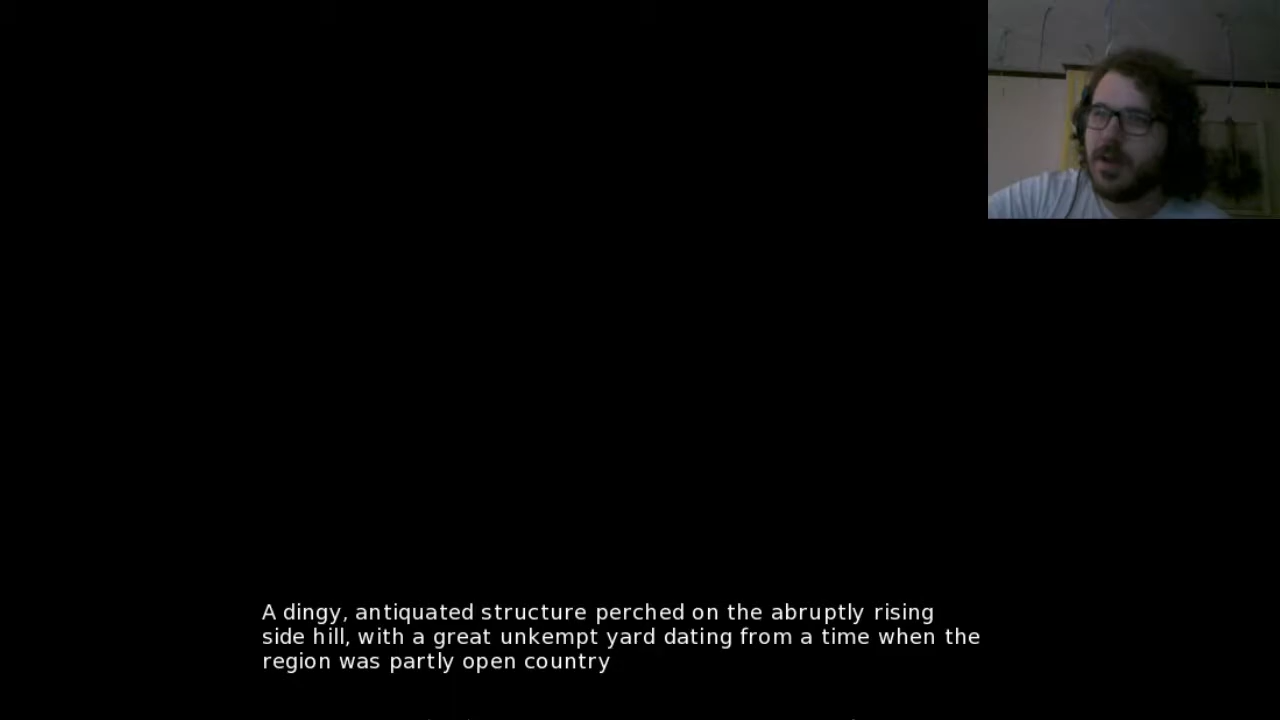 A dingy, antiquated structure perched on the abruptly rising
side hill, with a great unkempt yard dating from a time when the
region was partly open country